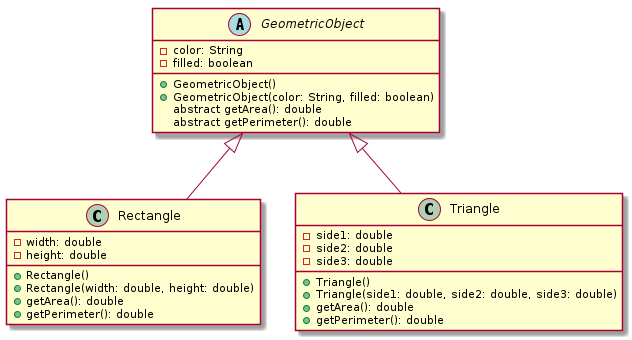 A GeometricObject
color: String
filled: boolean
GeometricObject()
GeometricObject(color: String, filled: boolean)
abstract getArea(): double
abstract getPerimeter(): double
C Rectangle
width: double
height: double
Rectangle()
Rectangle(width: double, height: double)
getArea(): double
getPerimeter(): double
C Triangle
side1: double
side2: double
side3: double
Triangle()
Triangle(side1: double, side2: double, side3: double)
getArea(): double
getPerimeter(): double